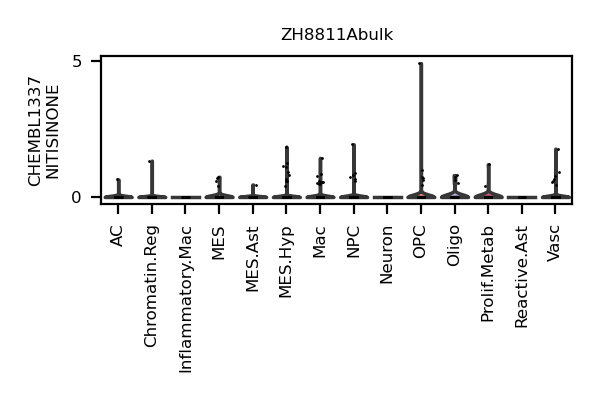 ZH8811Abulk
CHEMBL1337
NITISINONE
5
0
AC
Chromatin.Reg
Inflammatory.Mac
MES
MES.Ast
MES.Hyp
Mac
NPC
Neuron
OPC
Oligo
Prolif.Metab
Reactive.Ast
Vasc